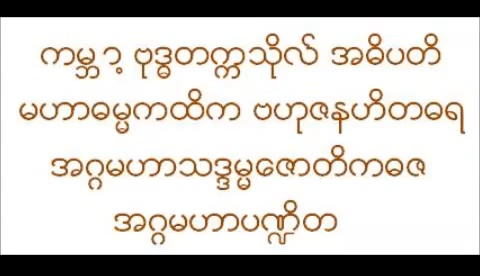 ကမ္ဘာ့ ဗုဒ္ဓတက္ကသိုလ် အဓိပတိ
မဟာဓမ္မကထိက ဗဟုဇနဟိတဓရ
အဂ္ဂမဟာသဒ္ဒမ္မဇောတိကဓဇ
အဂ္ဂမဟာပဏ္ဍိတ